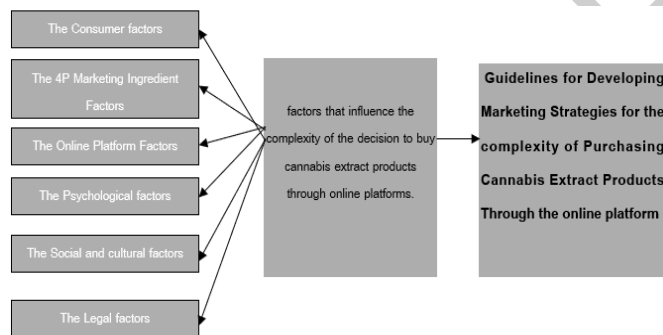 The Consumer factors
The 4P Marketing Ingredient
Factors
The Online Platform Factors
The Psychological factors
The Social and cultural factors
The Legal factors
factors that influence the
complexity of the decision to buy
cannabis extract products
through online platforms.
Guidelines for Developing
Marketing Strategies for the
complexity of Purchasing
Cannabis Extract Products
Through the online platform